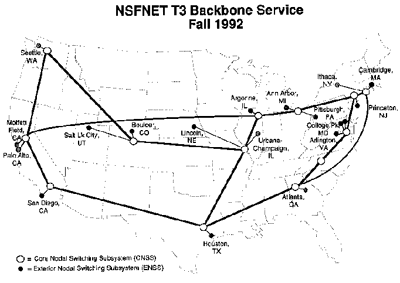 NSFNET T3 Backbone Service
Fall 1992
Seattle,
WA
Ithaca,
NY
Cambridge,
MA
Ann Arbor,
MI
Argonne,
IL
Pittsburgh,
PA
Princeton,
NJ
College Pk,
MD
Arlington,
VA
Moffett
Field, CA
Palo Alto,
CA
Salt Lk City,
UT
Boulder,
CO
Lincoln,
NE
Urbana-
Champaign,
IL
San Diego,
CA
Atlanta,
GA
Houston,
TX
= Core Nodal Switching Subsystem (CNSS)
= Exterior Nodal Switching Subsystem (ENSS)